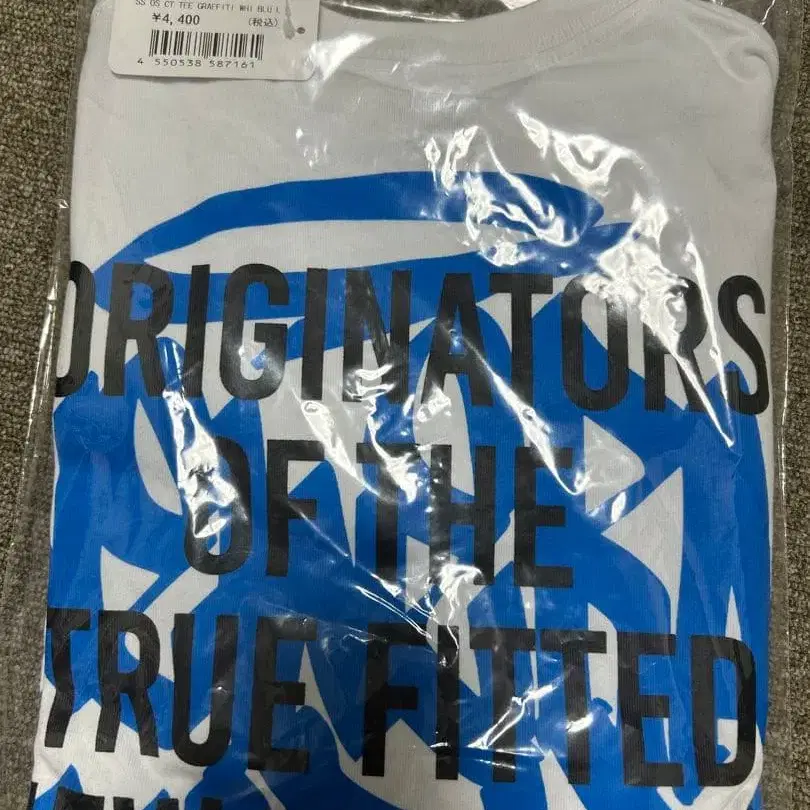 SS OS CT TEE GRAFFITI WHI BLU L
¥4,400
(税込)
4 550538 587161
ORIGINATORS
OF THE
TRUE FITTED